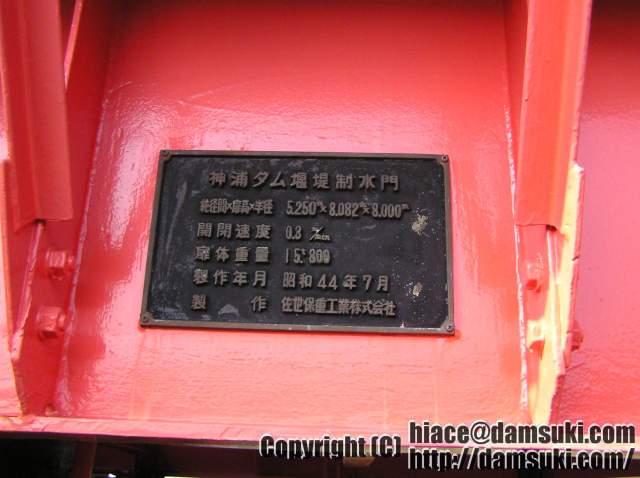 神浦ダム堰堤制水門
純径間×扉高×半径 5.250m×8.082m×8.000m
開閉速度 0.3 m/min
扉体重量 15t800
製作年月 昭和44年7月
製作 佐世保重工業株式会社
Copyright (C) hiace@damsuki.com
http://damsuki.com/